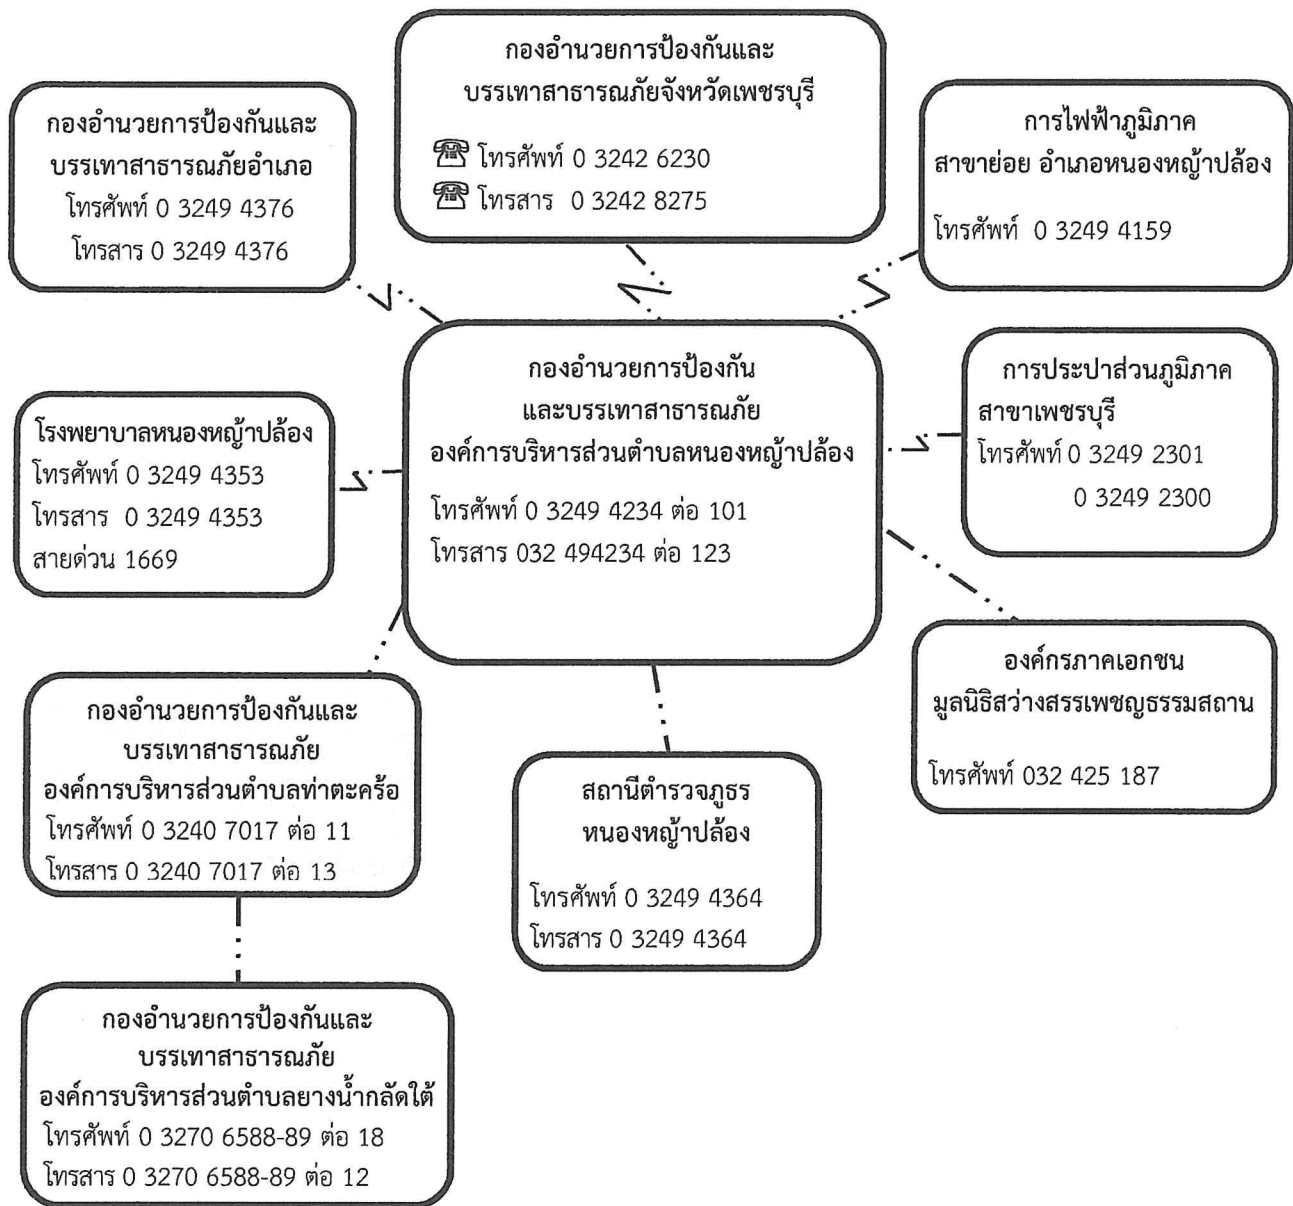 กองอำนวยการป้องกันและ
บรรเทาสาธารณภัยจังหวัดเพชรบุรี
โทรศัพท์ 0 3242 6230
โทรสาร 0 3242 8275
กองอำนวยการป้องกันและ
บรรเทาสาธารณภัยอำเภอ
โทรศัพท์ 0 3249 4376
โทรสาร 0 3249 4376
การไฟฟ้าภูมิภาค
สาขาย่อย อำเภอหนองหญ้าปล้อง
โทรศัพท์ 0 3249 4159
กองอำนวยการป้องกัน
และบรรเทาสาธารณภัย
องค์การบริหารส่วนตำบลหนองหญ้าปล้อง
โทรศัพท์ 0 3249 4234 ต่อ 101
โทรสาร 032 494234 ต่อ 123
การประปาส่วนภูมิภาค
สาขาเพชรบุรี
โทรศัพท์ 0 3249 2301
0 3249 2300
โรงพยาบาลหนองหญ้าปล้อง
โทรศัพท์ 0 3249 4353
โทรสาร 0 3249 4353
สายด่วน 1669
องค์กรภาคเอกชน
มูลนิธิสว่างสรรเพชญธรรมสถาน
โทรศัพท์ 032 425 187
กองอำนวยการป้องกันและ
บรรเทาสาธารณภัย
องค์การบริหารส่วนตำบลท่าตะคร้อ
โทรศัพท์ 0 3240 7017 ต่อ 11
โทรสาร 0 3240 7017 ต่อ 13
สถานีตำรวจภูธร
หนองหญ้าปล้อง
โทรศัพท์ 0 3249 4364
โทรสาร 0 3249 4364
กองอำนวยการป้องกันและ
บรรเทาสาธารณภัย
องค์การบริหารส่วนตำบลยางน้ำกลัดใต้
โทรศัพท์ 0 3270 6588-89 ต่อ 18
โทรสาร 0 3270 6588-89 ต่อ 12